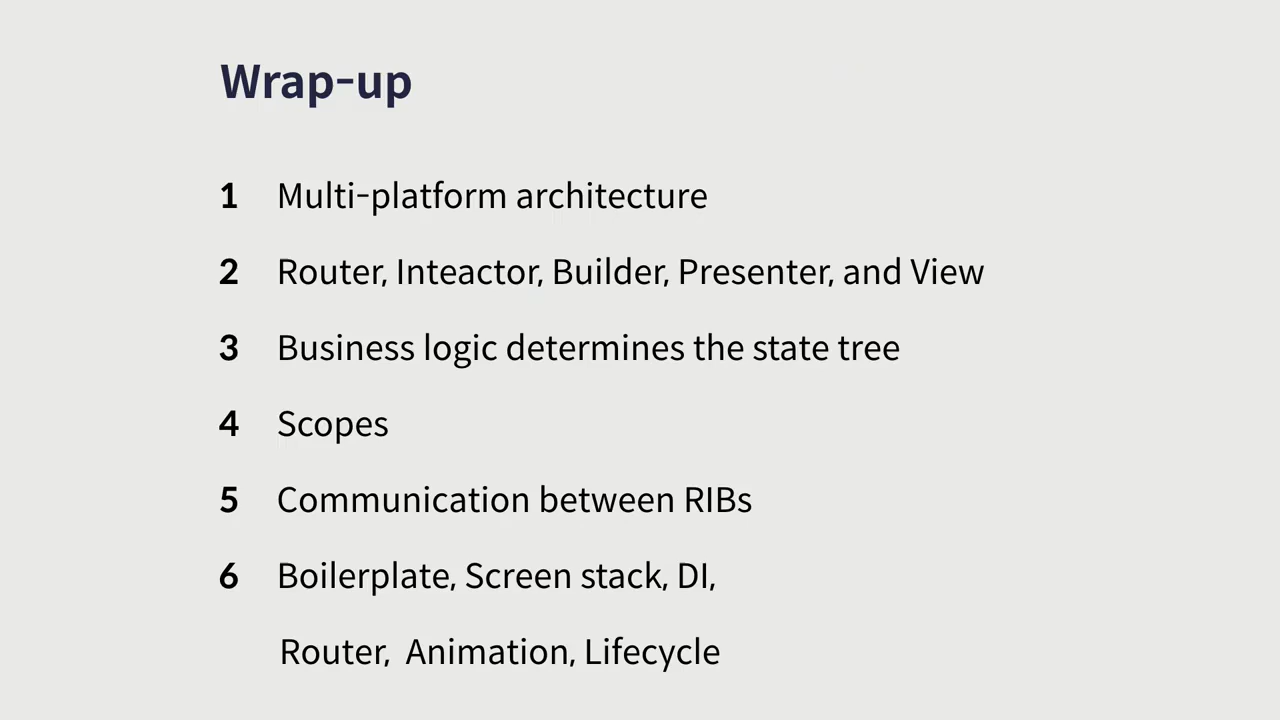 Wrap-up
1 Multi-platform architecture
2 Router, Inteactor, Builder, Presenter, and View
3 Business logic determines the state tree
4 Scopes
5 Communication between RIBs
6 Boilerplate, Screen stack, DI,
Router, Animation, Lifecycle